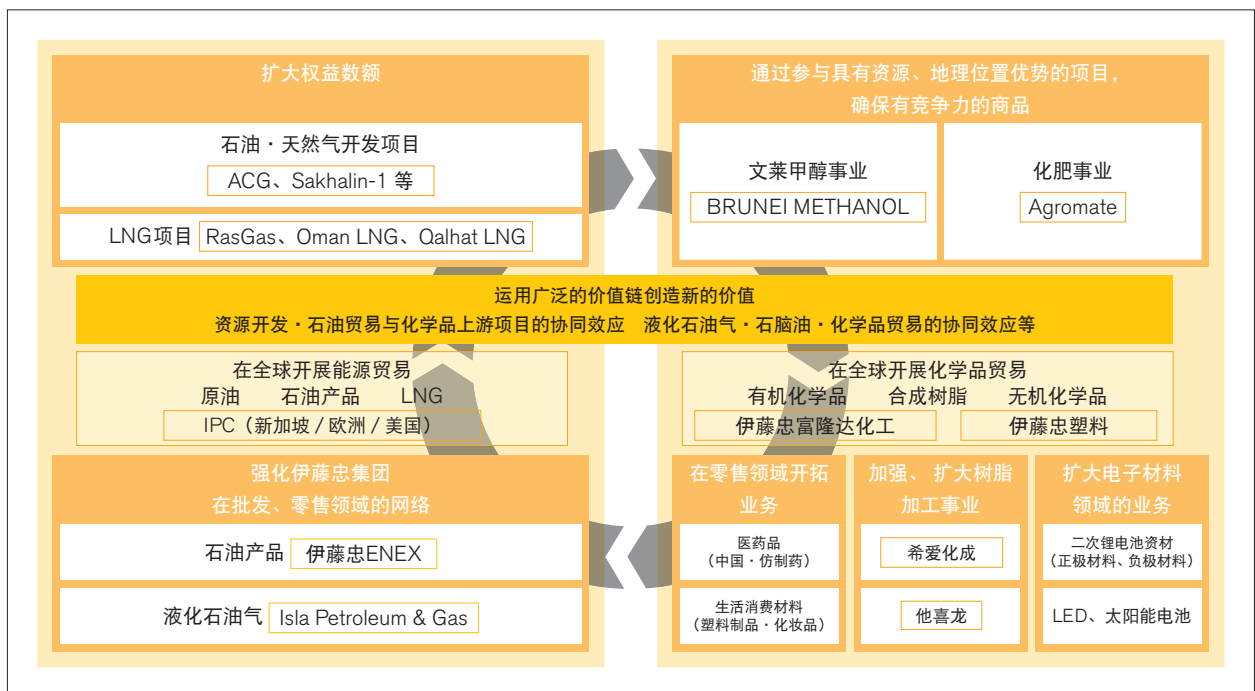 扩大权益数额
石油・天然气开发项目
ACG、Sakhalin-1 等
LNG项目 RasGas、Oman LNG、Qalhat LNG
通过参与具有资源、地理位置优势的项目，
确保有竞争力的商品
文莱甲醇事业
BRUNEI METHANOL
化肥事业
Agromate
运用广泛的价值链创造新的价值
资源开发・石油贸易与化学品上游项目的协同效应 液化石油气・石脑油・化学品贸易的协同效应等
在全球开展能源贸易
原油 石油产品 LNG
IPC（新加坡 / 欧洲 / 美国）
在全球开展化学品贸易
有机化学品 合成树脂 无机化学品
伊藤忠富隆达化工 伊藤忠塑料
强化伊藤忠集团
在批发、零售领域的网络
石油产品 伊藤忠ENEX
液化石油气 Isla Petroleum & Gas
在零售领域开拓
业务
医药品
（中国・仿制药）
生活消费材料
（塑料制品・化妆品）
加强、扩大树脂
加工事业
希爱化成
他喜龙
扩大电子材料
领域的业务
二次锂电池资材
（正极材料、负极材料）
LED、太阳能电池